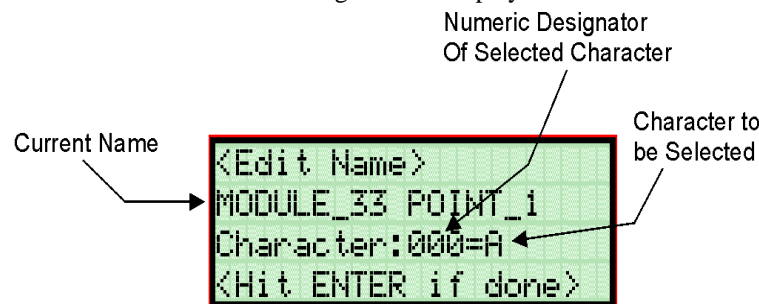 Numeric Designator
Of Selected Character
Character to
be Selected
Current Name
<Edit Name>
MODULE_33 POINT_i
Character:000=A
<Hit ENTER if done>